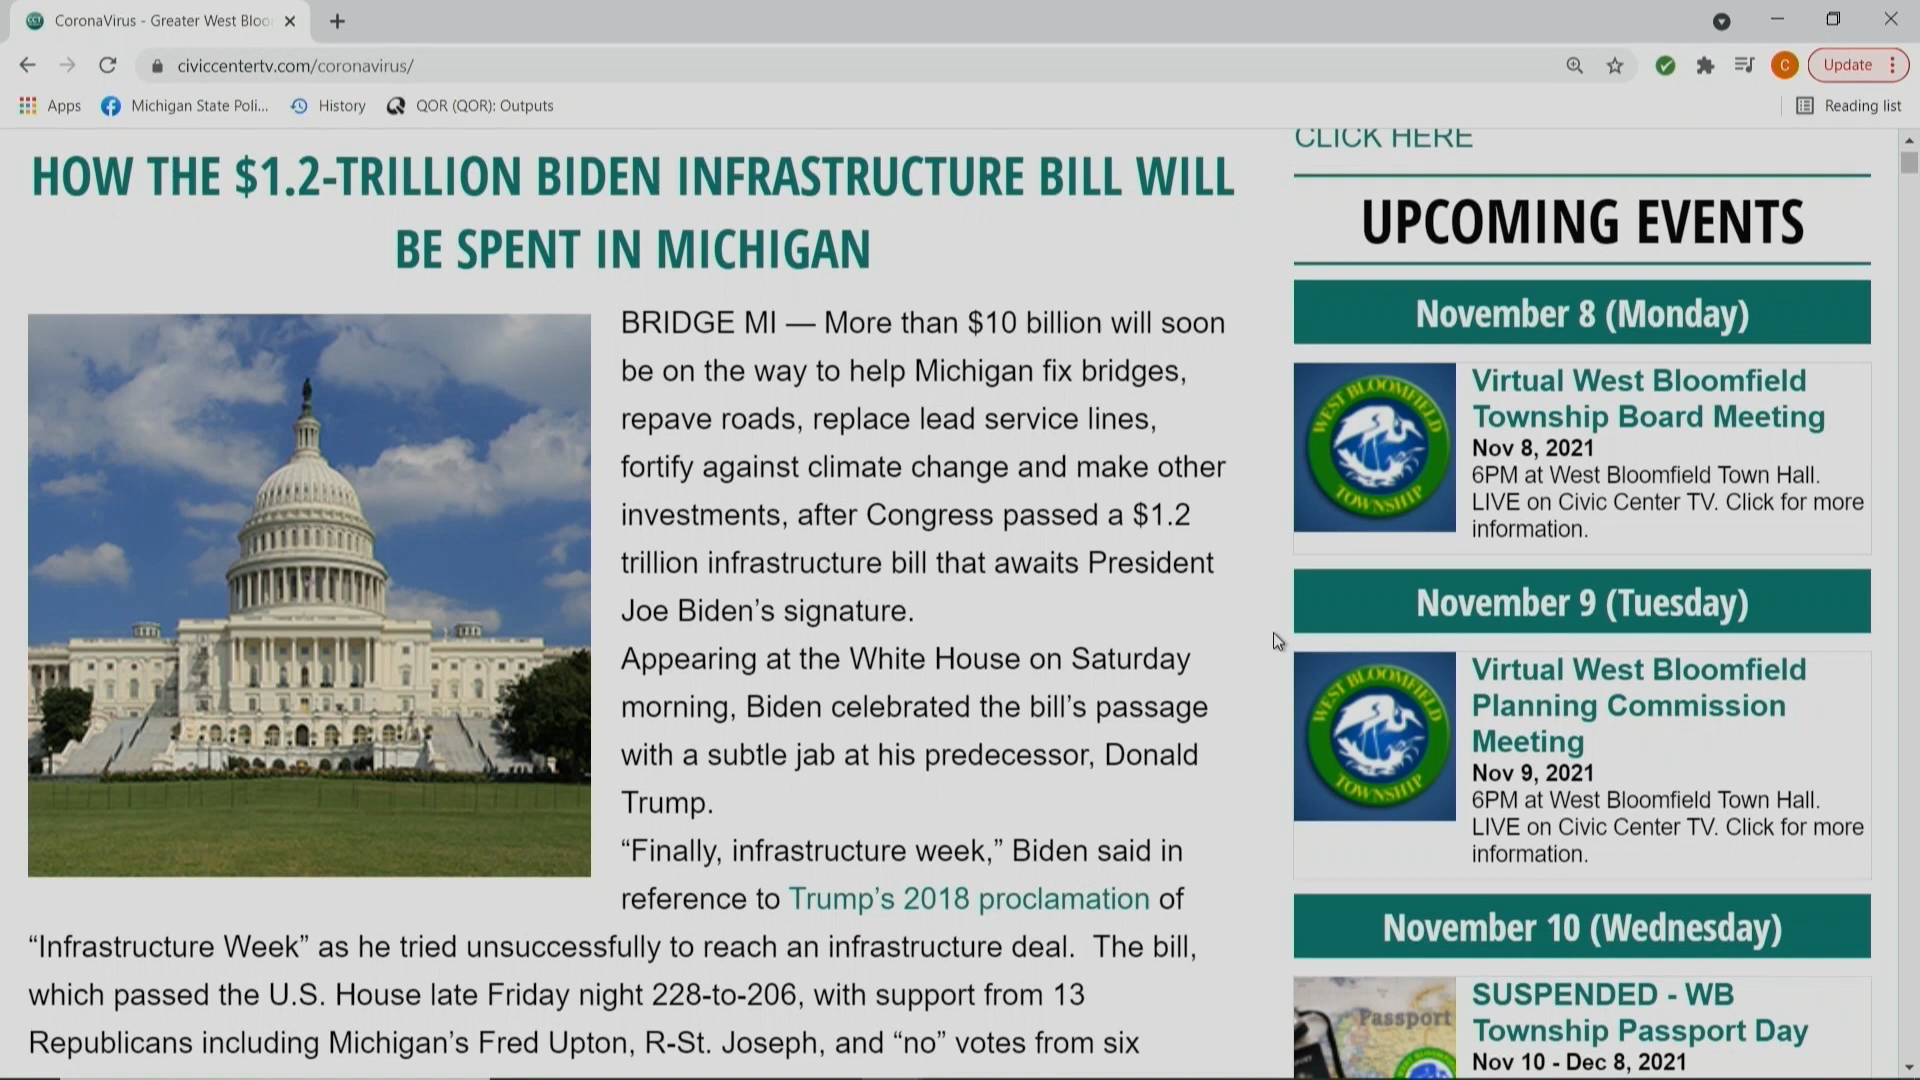 CoronaVirus - Greater West Bloo
civiccentertv.com/coronavirus/
Update
Apps
Michigan State Poli...
History
QOR (QOR): Outputs
Reading list
HOW THE $1.2-TRILLION BIDEN INFRASTRUCTURE BILL WILL
BE SPENT IN MICHIGAN
BRIDGE MI — More than $10 billion will soon
be on the way to help Michigan fix bridges,
repave roads, replace lead service lines,
fortify against climate change and make other
investments, after Congress passed a $1.2
trillion infrastructure bill that awaits President
Joe Biden’s signature.
Appearing at the White House on Saturday
morning, Biden celebrated the bill’s passage
with a subtle jab at his predecessor, Donald
Trump.
“Finally, infrastructure week,” Biden said in
reference to Trump’s 2018 proclamation of
“Infrastructure Week” as he tried unsuccessfully to reach an infrastructure deal.  The bill,
which passed the U.S. House late Friday night 228-to-206, with support from 13
Republicans including Michigan’s Fred Upton, R-St. Joseph, and “no” votes from six
CLICK HERE
UPCOMING EVENTS
November 8 (Monday)
WEST BLOOMFIELD
TOWNSHIP
Virtual West Bloomfield
Township Board Meeting
Nov 8, 2021
6PM at West Bloomfield Town Hall.
LIVE on Civic Center TV. Click for more
information.
November 9 (Tuesday)
WEST BLOOMFIELD
TOWNSHIP
Virtual West Bloomfield
Planning Commission
Meeting
Nov 9, 2021
6PM at West Bloomfield Town Hall.
LIVE on Civic Center TV. Click for more
information.
November 10 (Wednesday)
Passport
SUSPENDED - WB
Township Passport Day
Nov 10 - Dec 8, 2021